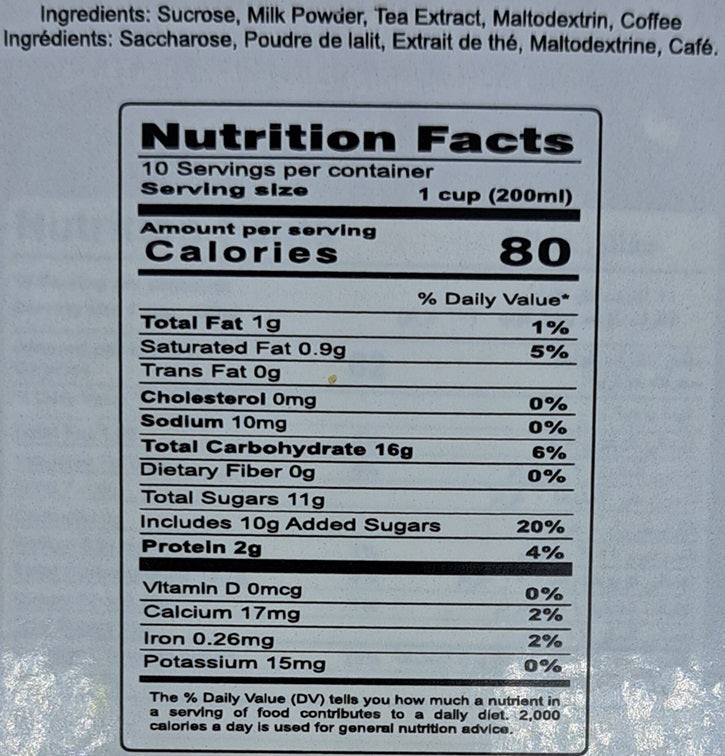 Ingredients: Sucrose, Milk Powder, Tea Extract, Maltodextrin, Coffee
Ingrédients: Saccharose, Poudre de lalit, Extrait de thé, Maltodextrine, Café.
Nutrition Facts
10 Servings per container
Serving size 1 cup (200ml)
Amount per serving
Calories 80
% Daily Value*
Total Fat 1g 1%
Saturated Fat 0.9g 5%
Trans Fat 0g
Cholesterol 0mg 0%
Sodium 10mg 0%
Total Carbohydrate 16g 6%
Dietary Fiber 0g 0%
Total Sugars 11g
Includes 10g Added Sugars 20%
Protein 2g 4%
Vitamin D 0mcg 0%
Calcium 17mg 2%
Iron 0.26mg 2%
Potassium 15mg 0%
The % Daily Value (DV) tells you how much a nutrient in
a serving of food contributes to a daily diet. 2,000
calories a day is used for general nutrition advice.